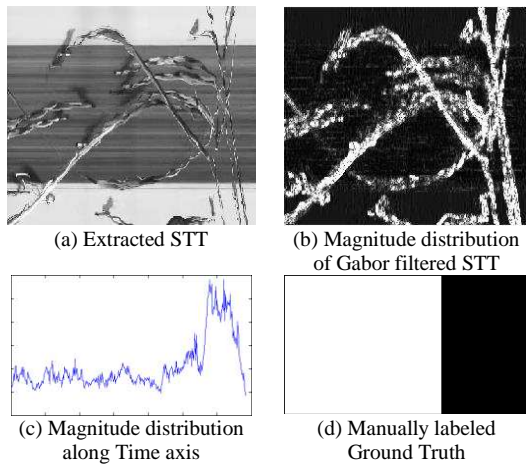 (a) Extracted STT
(b) Magnitude distribution
of Gabor filtered STT
(c) Magnitude distribution
along Time axis
(d) Manually labeled
Ground Truth